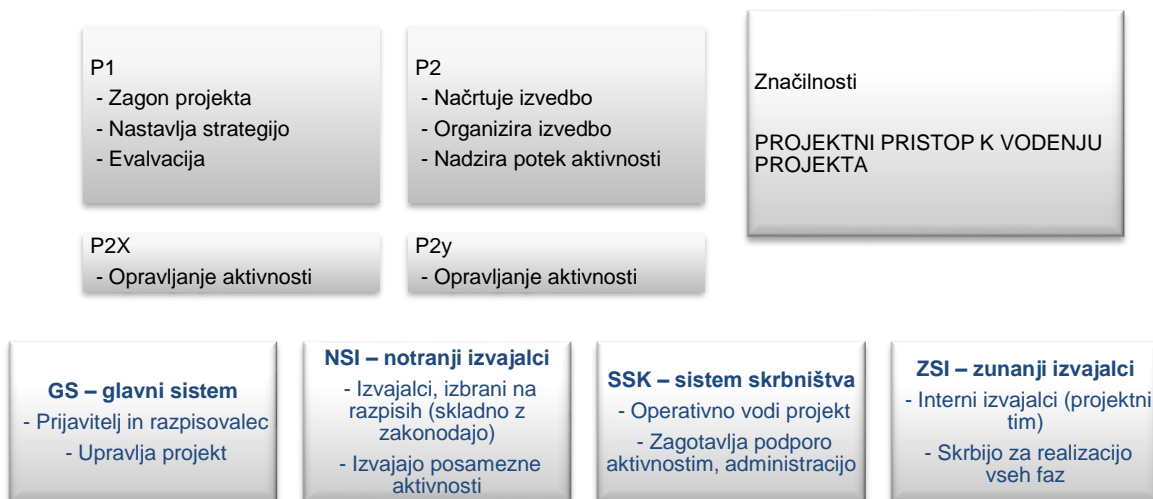 P1
- Zagon projekta
- Nastavlja strategijo
- Evalvacija
P2
- Načrtuje izvedbo
- Organizira izvedbo
- Nadzira potek aktivnosti
Značilnosti
PROJEKTNI PRISTOP K VODENJU
PROJEKTA
P2X
- Opravljanje aktivnosti
P2y
- Opravljanje aktivnosti
GS – glavni sistem
- Prijavitelj in razpisovalec
- Upravlja projekt
NSI – notranji izvajalci
- Izvajalci, izbrani na
razpisih (skladno z
zakonodajo)
- Izvajajo posamezne
aktivnosti
SSK – sistem skrbništva
- Operativno vodi projekt
- Zagotavlja podporo
aktivnostim, administracijo
ZSI – zunanji izvajalci
- Interni izvajalci (projektni
tim)
- Skrbijo za realizacijo
vseh faz